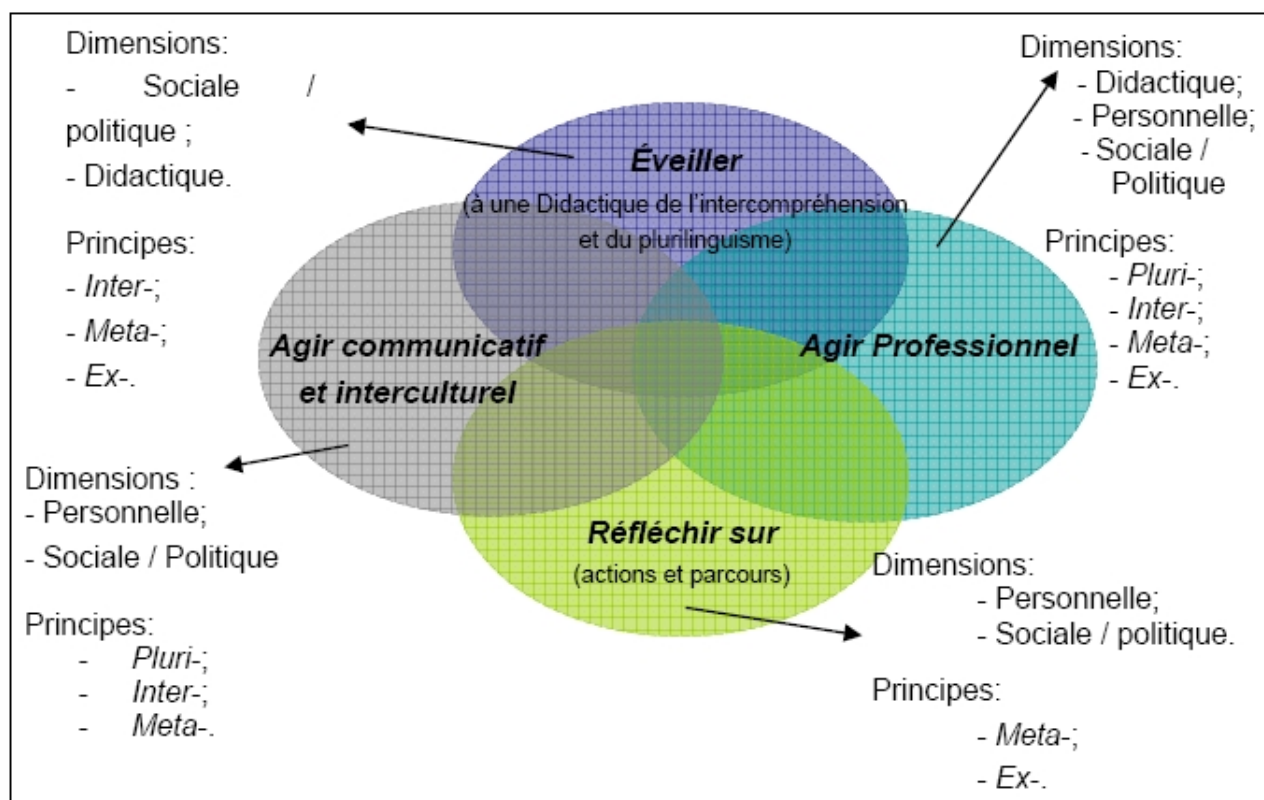 Dimensions:
- Sociale /
politique ;
- Didactique.
Principes:
- Inter-;
- Meta-;
- Ex-.
Dimensions:
- Didactique;
- Personnelle;
- Sociale /
Politique
Principes:
- Pluri-;
- Inter-;
- Meta-;
- Ex-.
Éveiller
(à une Didactique de l'intercompréhension
et du plurilinguisme)
Agir communicatif
et interculturel
Agir Professionnel
Réfléchir sur
(actions et parcours)
Dimensions :
- Personnelle;
- Sociale / Politique
Principes:
- Pluri-;
- Inter-;
- Meta-.
Dimensions:
- Personnelle;
- Sociale / politique.
Principes:
- Meta-;
- Ex-.